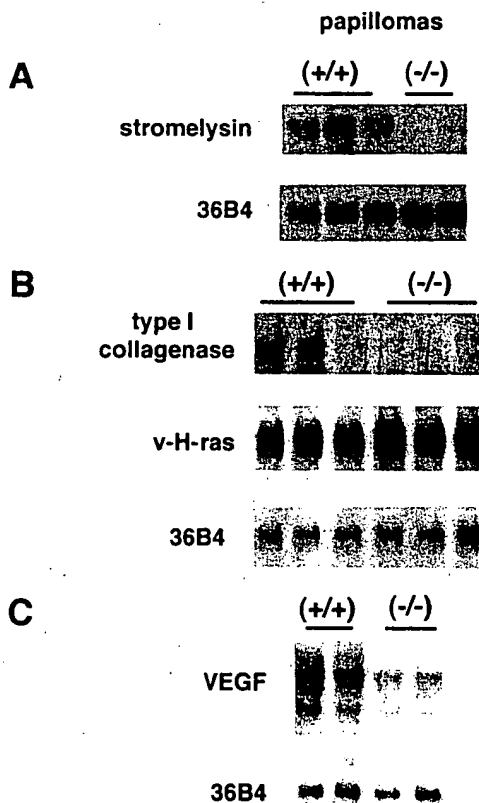 papillomas
A
(+/+) (-/-)
stromelysin
36B4
B
(+/+) (-/-)
type I
collagenase
v-H-ras
36B4
C
(+/+) (-/-)
VEGF
36B4